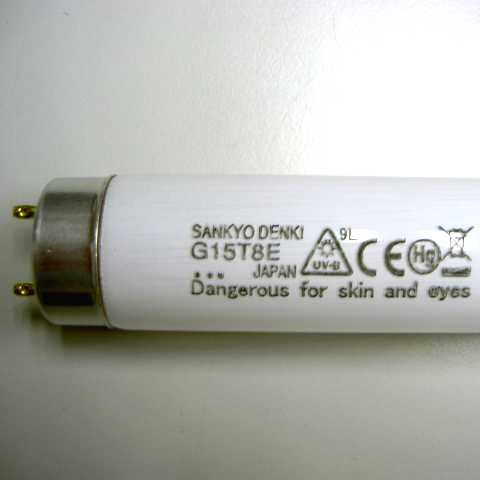 SANKYO DENKI 9L
G15T8E UV-B CE Hg
... JAPAN
Dangerous for skin and eyes